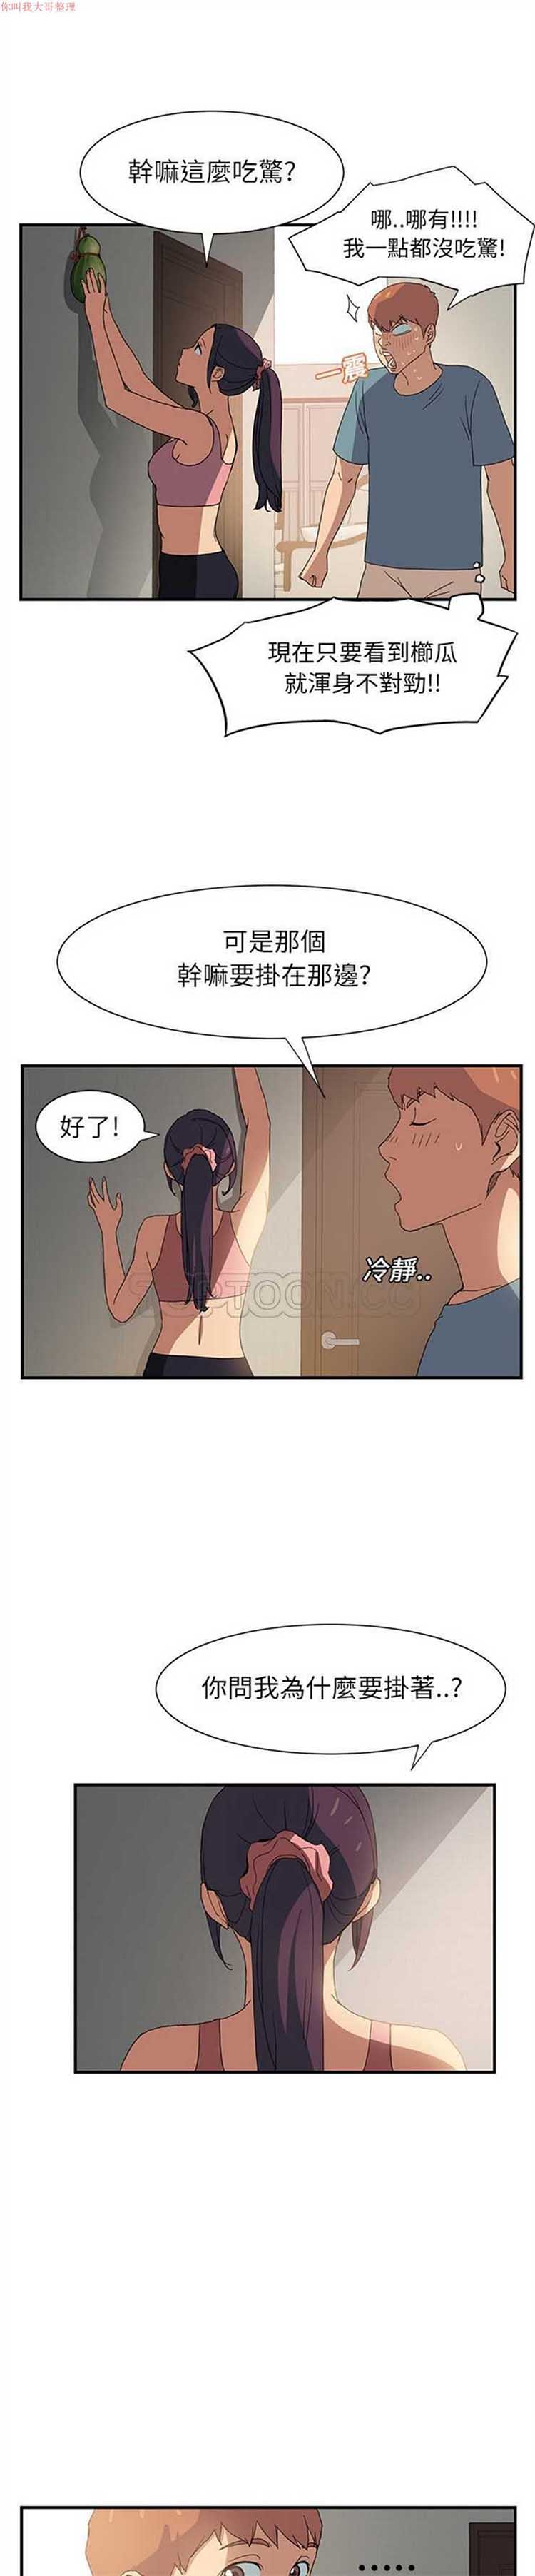 你叫我大哥整理
幹嘛這麼吃驚?
哪..哪有!!!!
我一點都沒吃驚!
一震
現在只要看到櫛瓜
就渾身不對勁!!
可是那個
幹嘛要掛在那邊?
好了!
冷靜..
TOPTOON.CO
你問我為什麼要掛著..?
.....